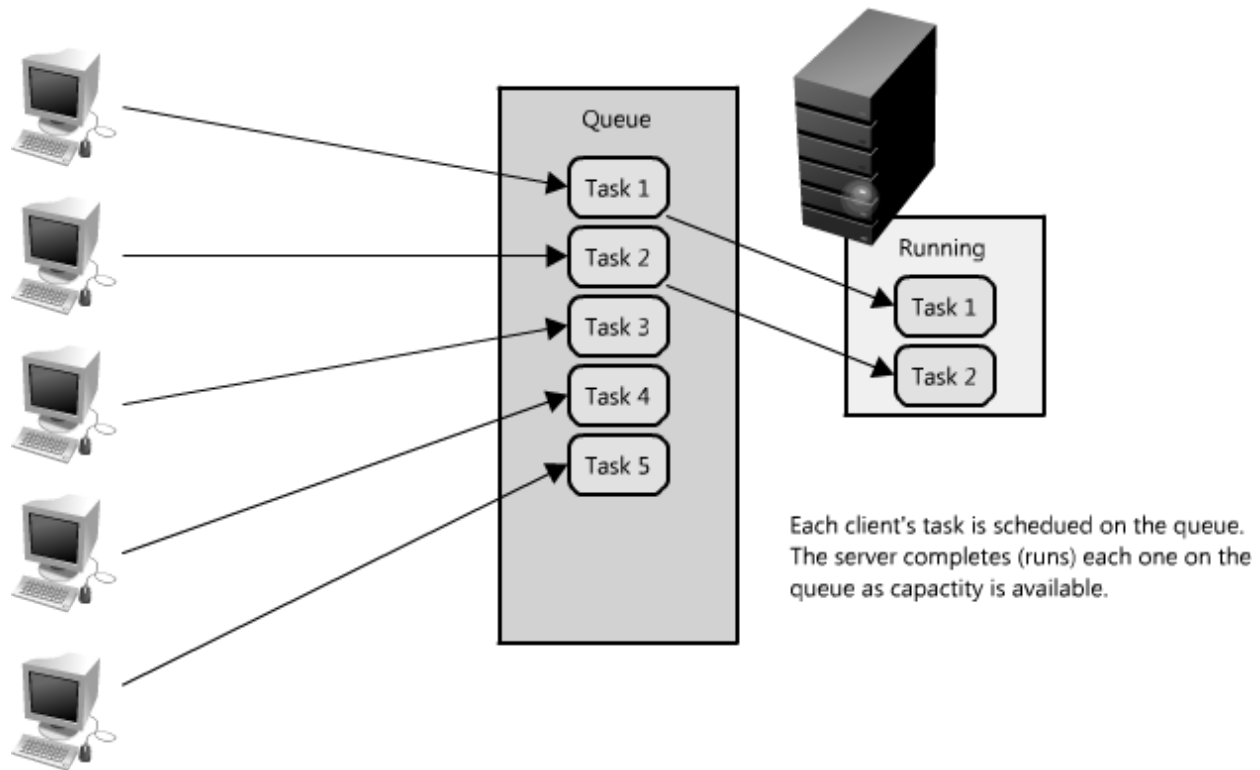 Queue
Task 1
Task 2
Task 3
Task 4
Task 5
Running
Task 1
Task 2
Each client's task is schedued on the queue.
The server completes (runs) each one on the
queue as capactity is available.